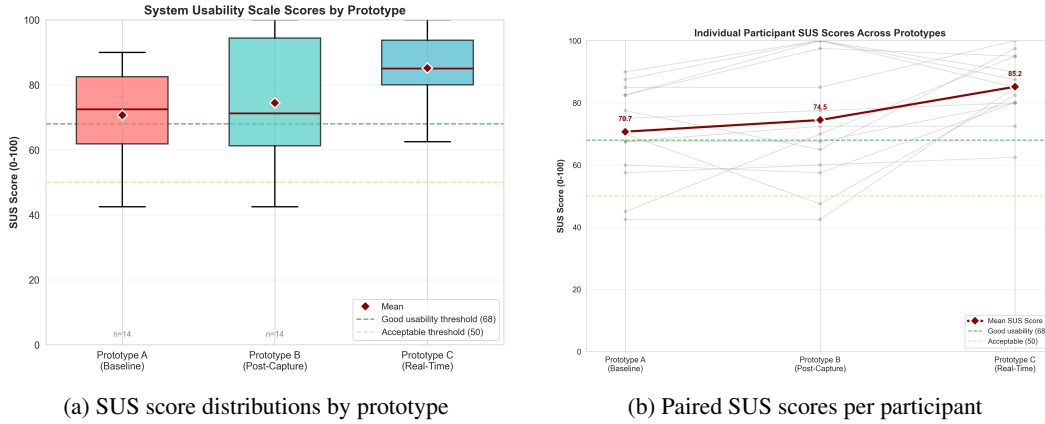 System Usability Scale Scores by Prototype
100
80
60
40
20
0
SUS Score (0-100)
n=14
n=14
Mean
Good usability threshold (68)
Acceptable threshold (50)
Prototype A
(Baseline)
Prototype B
(Post-Capture)
Prototype C
(Real-Time)
(a) SUS score distributions by prototype
Individual Participant SUS Scores Across Prototypes
100
80
60
40
20
0
SUS Score (0-100)
70.7
74.5
85.2
Mean SUS Score
Good usability (68
Acceptable (50)
Prototype A
(Baseline)
Prototype B
(Post-Capture)
Prototype C
(Real-Time)
(b) Paired SUS scores per participant